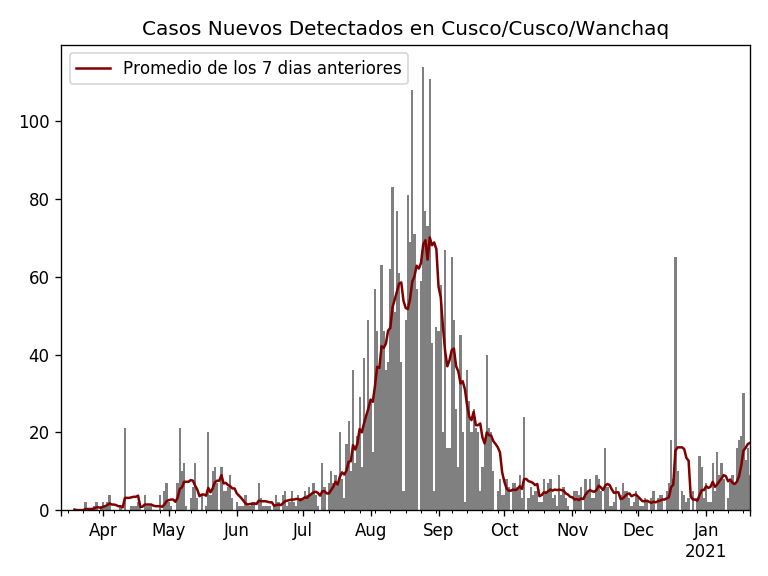 Casos Nuevos Detectados en Cusco/Cusco/Wanchaq
Promedio de los 7 dias anteriores
100
80
60
40
20
0
Apr May Jun Jul Aug Sep Oct Nov Dec Jan
2021